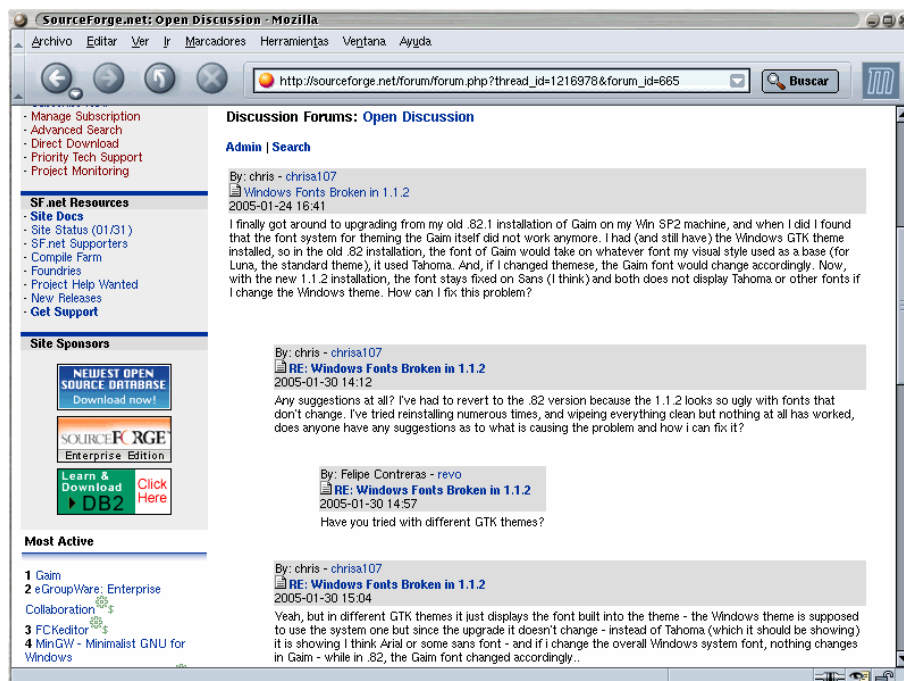 SourceForge.net: Open Discussion - Mozilla
Archivo Editar Ver Ir Marcadores Herramientas Ventana Ayuda
http://sourceforge.net/forum/forum.php?thread_id=1216978&forum_id=665
Buscar
- Manage Subscription
- Advanced Search
- Direct Download
- Priority Tech Support
- Project Monitoring
SF.net Resources
- Site Docs
- Site Status (01/31)
- SF.net Supporters
- Compile Farm
- Foundries
- Project Help Wanted
- New Releases
- Get Support
Site Sponsors
NEWEST OPEN
SOURCE DATABASE
Download now!
SOURCEFORGE
Enterprise Edition
Learn &
Download
DB2
Click
Here
Most Active
1 Gaim
2 eGroupWare: Enterprise
Collaboration $
3 FCKeditor $
4 MinGW - Minimalist GNU for
Windows
Discussion Forums: Open Discussion
Admin | Search
By: chris - chrisa107
Windows Fonts Broken in 1.1.2
2005-01-24 16:41
I finally got around to upgrading from my old .82.1 installation of Gaim on my Win SP2 machine, and when I did I found
that the font system for theming the Gaim itself did not work anymore. I had (and still have) the Windows GTK theme
installed, so in the old .82 installation, the font of Gaim would take on whatever font my visual style used as a base (for
Luna, the standard theme), it used Tahoma. And, if I changed themese, the Gaim font would change accordingly. Now,
with the new 1.1.2 installation, the font stays fixed on Sans (I think) and both does not display Tahoma or other fonts if
I change the Windows theme. How can I fix this problem?
By: chris - chrisa107
RE: Windows Fonts Broken in 1.1.2
2005-01-30 14:12
Any suggestions at all? I've had to revert to the .82 version because the 1.1.2 looks so ugly with fonts that
don't change. I've tried reinstalling numerous times, and wipeing everything clean but nothing at all has worked,
does anyone have any suggestions as to what is causing the problem and how i can fix it?
By: Felipe Contreras - revo
RE: Windows Fonts Broken in 1.1.2
2005-01-30 14:57
Have you tried with different GTK themes?
By: chris - chrisa107
RE: Windows Fonts Broken in 1.1.2
2005-01-30 15:04
Yeah, but in different GTK themes it just displays the font built into the theme - the Windows theme is supposed
to use the system one but since the upgrade it doesn't change - instead of Tahoma (which it should be showing)
it is showing I think Arial or some sans font - and if i change the overall Windows system font, nothing changes
in Gaim - while in .82, the Gaim font changed accordingly..